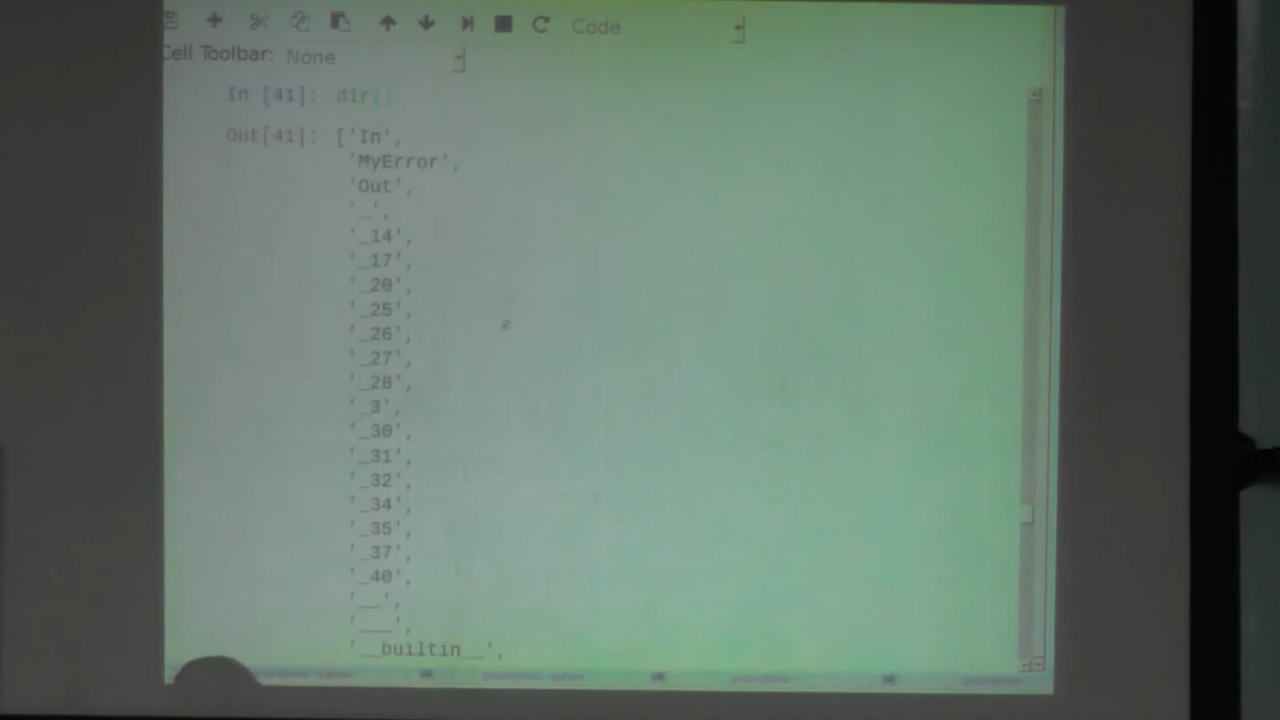 Code
Cell Toolbar: None
In [41]: dir()
Out[41]: ['In',
'MyError',
'Out',
'_',
'_14',
'_17',
'_20',
'_25',
'_26',
'_27',
'_28',
'_3',
'_30',
'_31',
'_32',
'_34',
'_35',
'_37',
'_40',
'__',
'___',
'__builtin__',